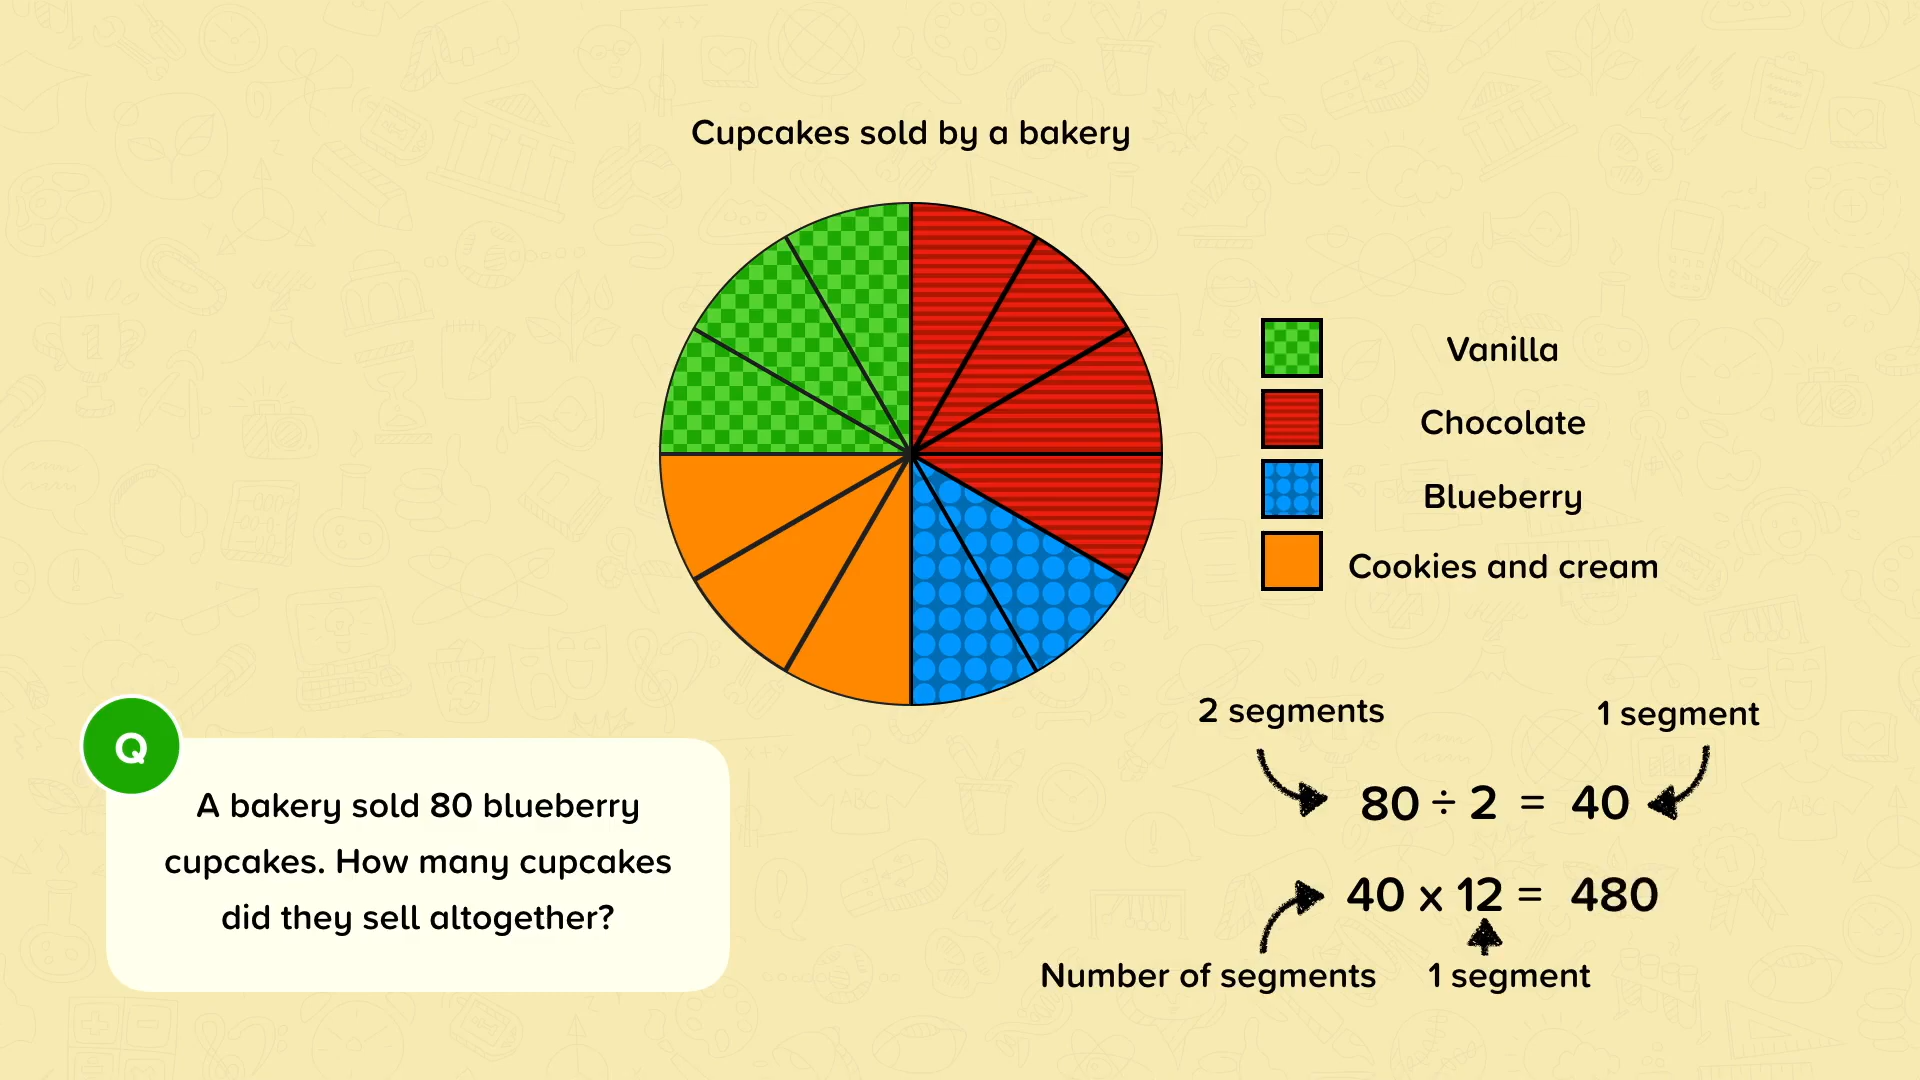 Cupcakes sold by a bakery
Vanilla
Chocolate
Blueberry
Cookies and cream
Q
A bakery sold 80 blueberry
cupcakes. How many cupcakes
did they sell altogether?
2 segments
1 segment
80 ÷ 2 = 40
40 x 12 = 480
Number of segments
1 segment